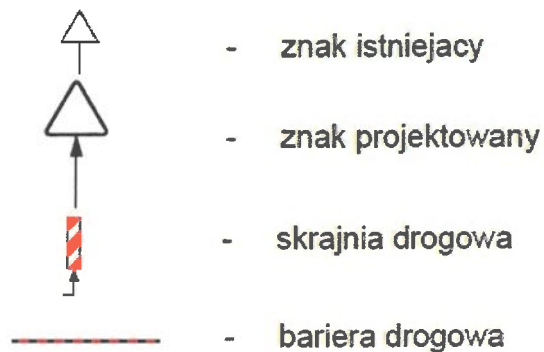 - znak istniejacy
- znak projektowany
- skrajnia drogowa
- bariera drogowa